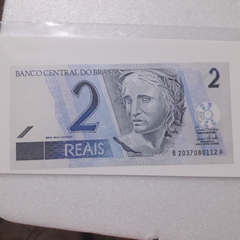 BANCO CENTRAL DO BRASIL
2
2
REAIS
B 2037080112 A